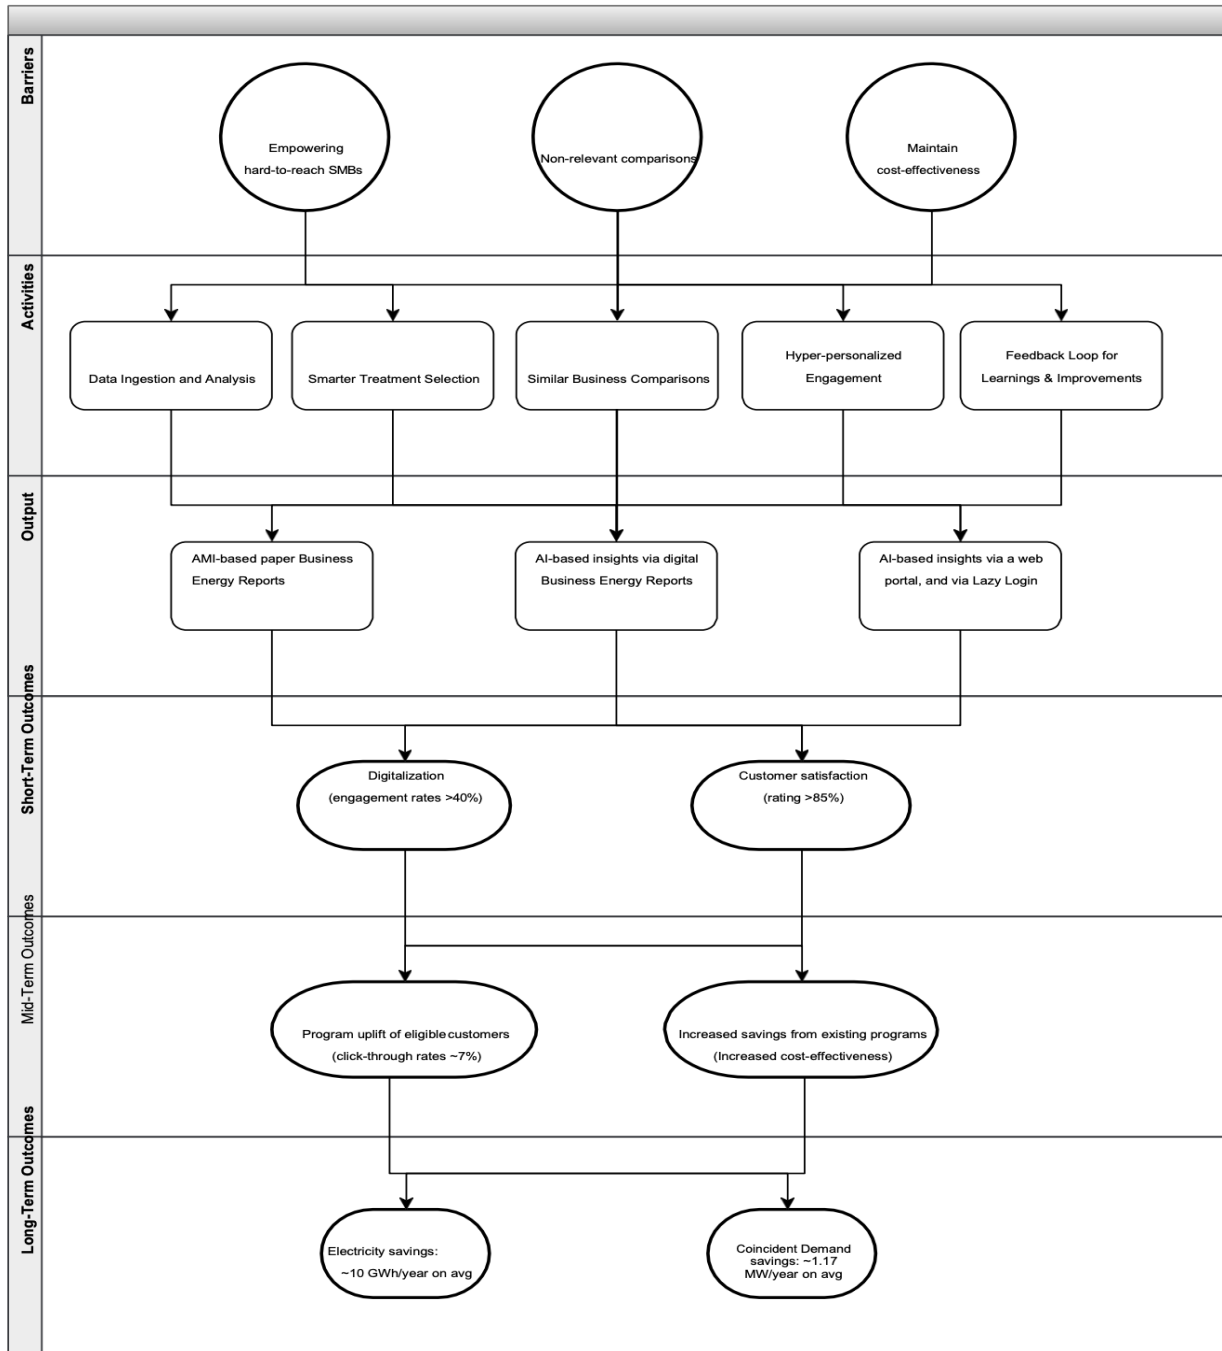 Barriers
Empowering
hard-to-reach SMBs
Non-relevant comparisons
Maintain
cost-effectiveness
Activities
Data Ingestion and Analysis
Smarter Treatment Selection
Similar Business Comparisons
Hyper-personalized
Engagement
Feedback Loop for
Learnings & Improvements
Output
AMI-based paper Business
Energy Reports
AI-based insights via digital
Business Energy Reports
AI-based insights via a web
portal, and via Lazy Login
Short-Term Outcomes
Digitalization
(engagement rates >40%)
Customer satisfaction
(rating >85%)
Mid-Term Outcomes
Program uplift of eligible customers
(click-through rates ~7%)
Increased savings from existing programs
(Increased cost-effectiveness)
Long-Term Outcomes
Electricity savings:
~10 GWh/year on avg
Coincident Demand
savings: ~1.17
MW/year on avg